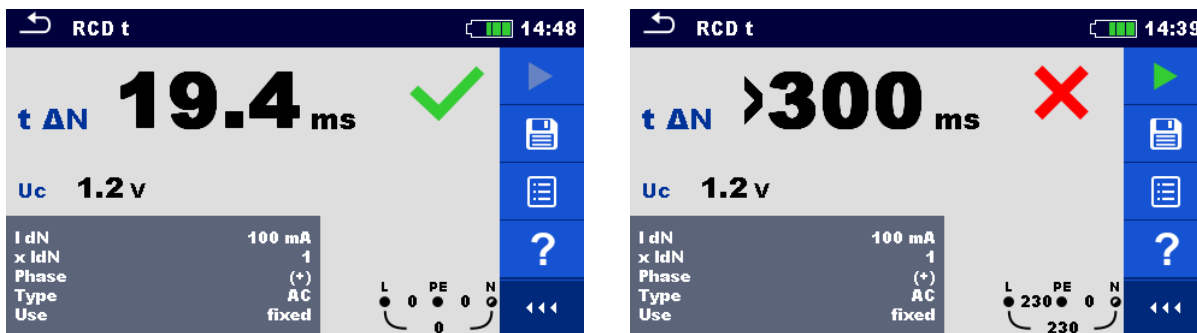 RCD t 14:48
t ΔN 19.4 ms
Uc 1.2 V
I dN 100 mA
x IdN 1
Phase (+)
Type AC
Use fixed
?
L PE N
0 0
0
RCD t 14:39
t ΔN >300 ms
Uc 1.2 V
I dN 100 mA
x IdN 1
Phase (+)
Type AC
Use fixed
?
L PE N
230 0
230